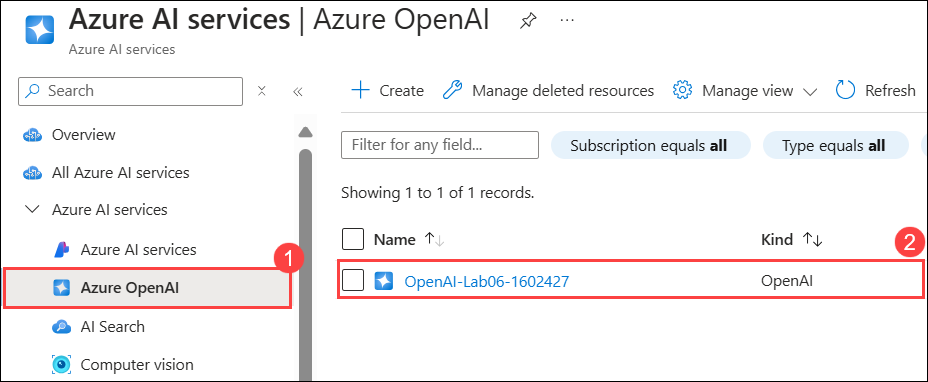 Azure AI services | Azure OpenAI
Azure AI services
Search
Overview
All Azure AI services
Azure AI services
Azure AI services
1
Azure OpenAI
AI Search
Computer vision
Create Manage deleted resources Manage view Refresh
Filter for any field... Subscription equals all Type equals all
Showing 1 to 1 of 1 records.
Name Kind
2
OpenAI-Lab06-1602427 OpenAI